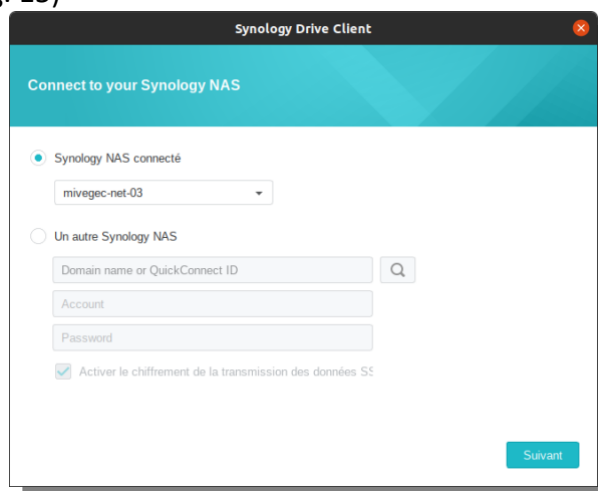 Synology Drive Client
Connect to your Synology NAS
Synology NAS connecté
mivegec-net-03
Un autre Synology NAS
Domain name or QuickConnect ID
Account
Password
Activer le chiffrement de la transmission des données SS
Suivant